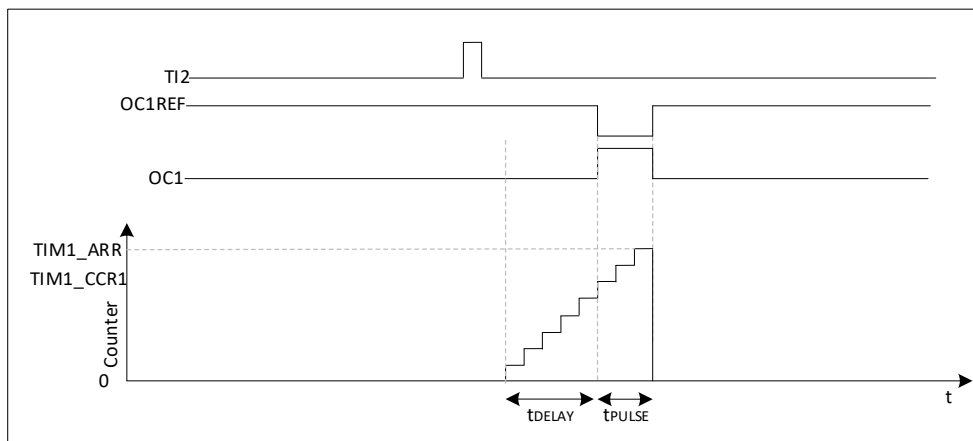 TI2
OC1REF
OC1
TIM1_ARR
TIM1_CCR1
Counter
0
t
tDELAY
tPULSE